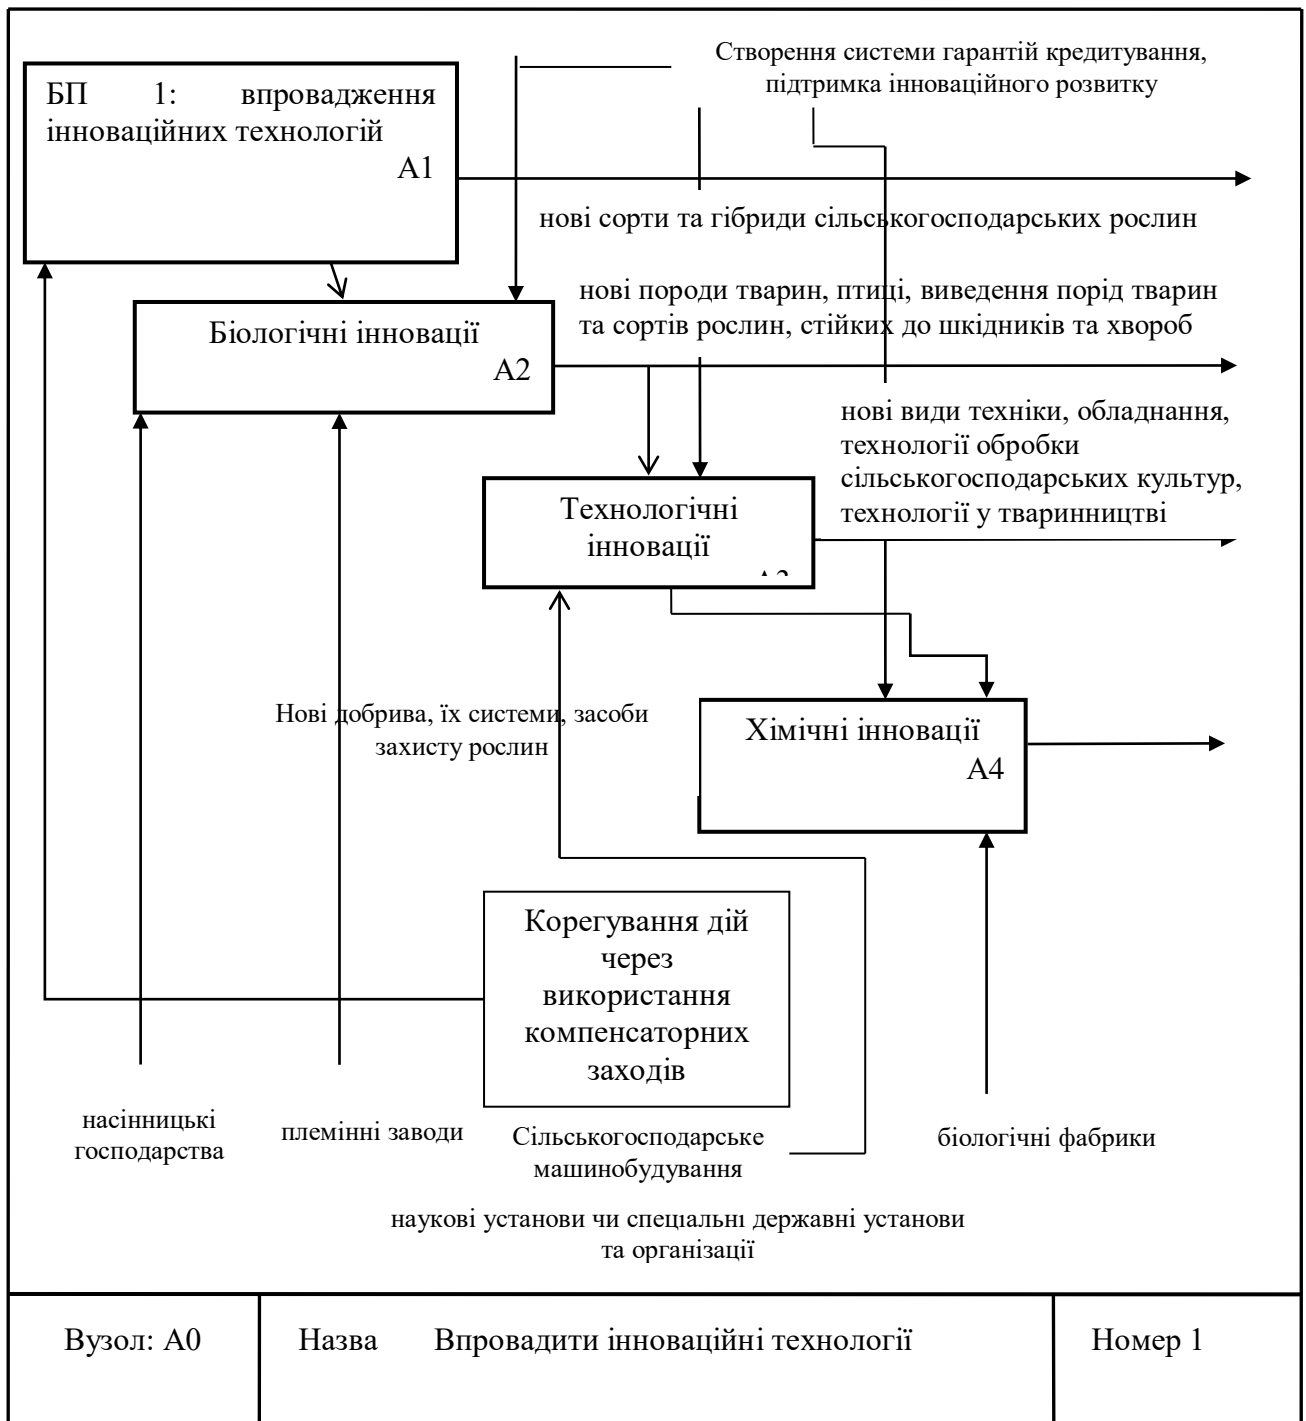 Створення системи гарантій кредитування,
підтримка інноваційного розвитку
БП 1: впровадження
інноваційних технологій
А1
нові сорти та гібриди сільськогосподарських рослин
нові породи тварин, птиці, виведення порід тварин
та сортів рослин, стійких до шкідників та хвороб
Біологічні інновації
А2
нові види техніки, обладнання,
технології обробки
сільськогосподарських культур,
технології у тваринництві
Технологічні
інновації
Нові добрива, їх системи, засоби
захисту рослин
Хімічні інновації
А4
Корегування дій
через
використання
компенсаторних
заходів
насінницькі
господарства
племінні заводи
Сільськогосподарське
машинобудування
біологічні фабрики
наукові установи чи спеціальні державні установи
та організації
Вузол: А0
Назва Впровадити інноваційні технології
Номер 1